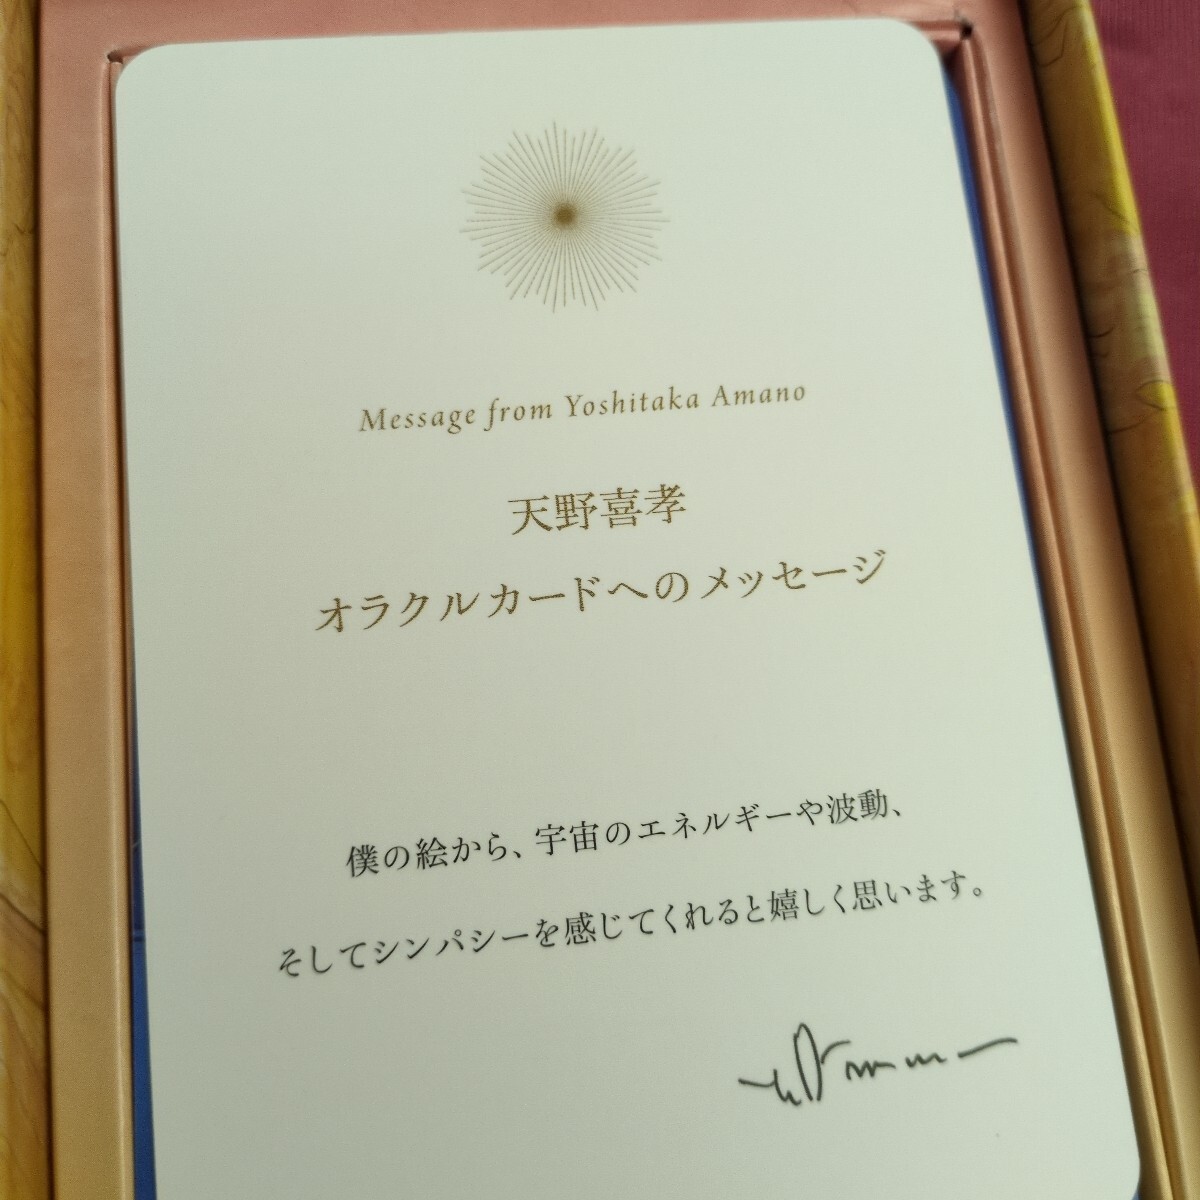 Message from Yoshitaka Amano
天野喜孝
オラクルカードへのメッセージ
僕の絵から、宇宙のエネルギーや波動、
そしてシンパシーを感じてくれると嬉しく思います。